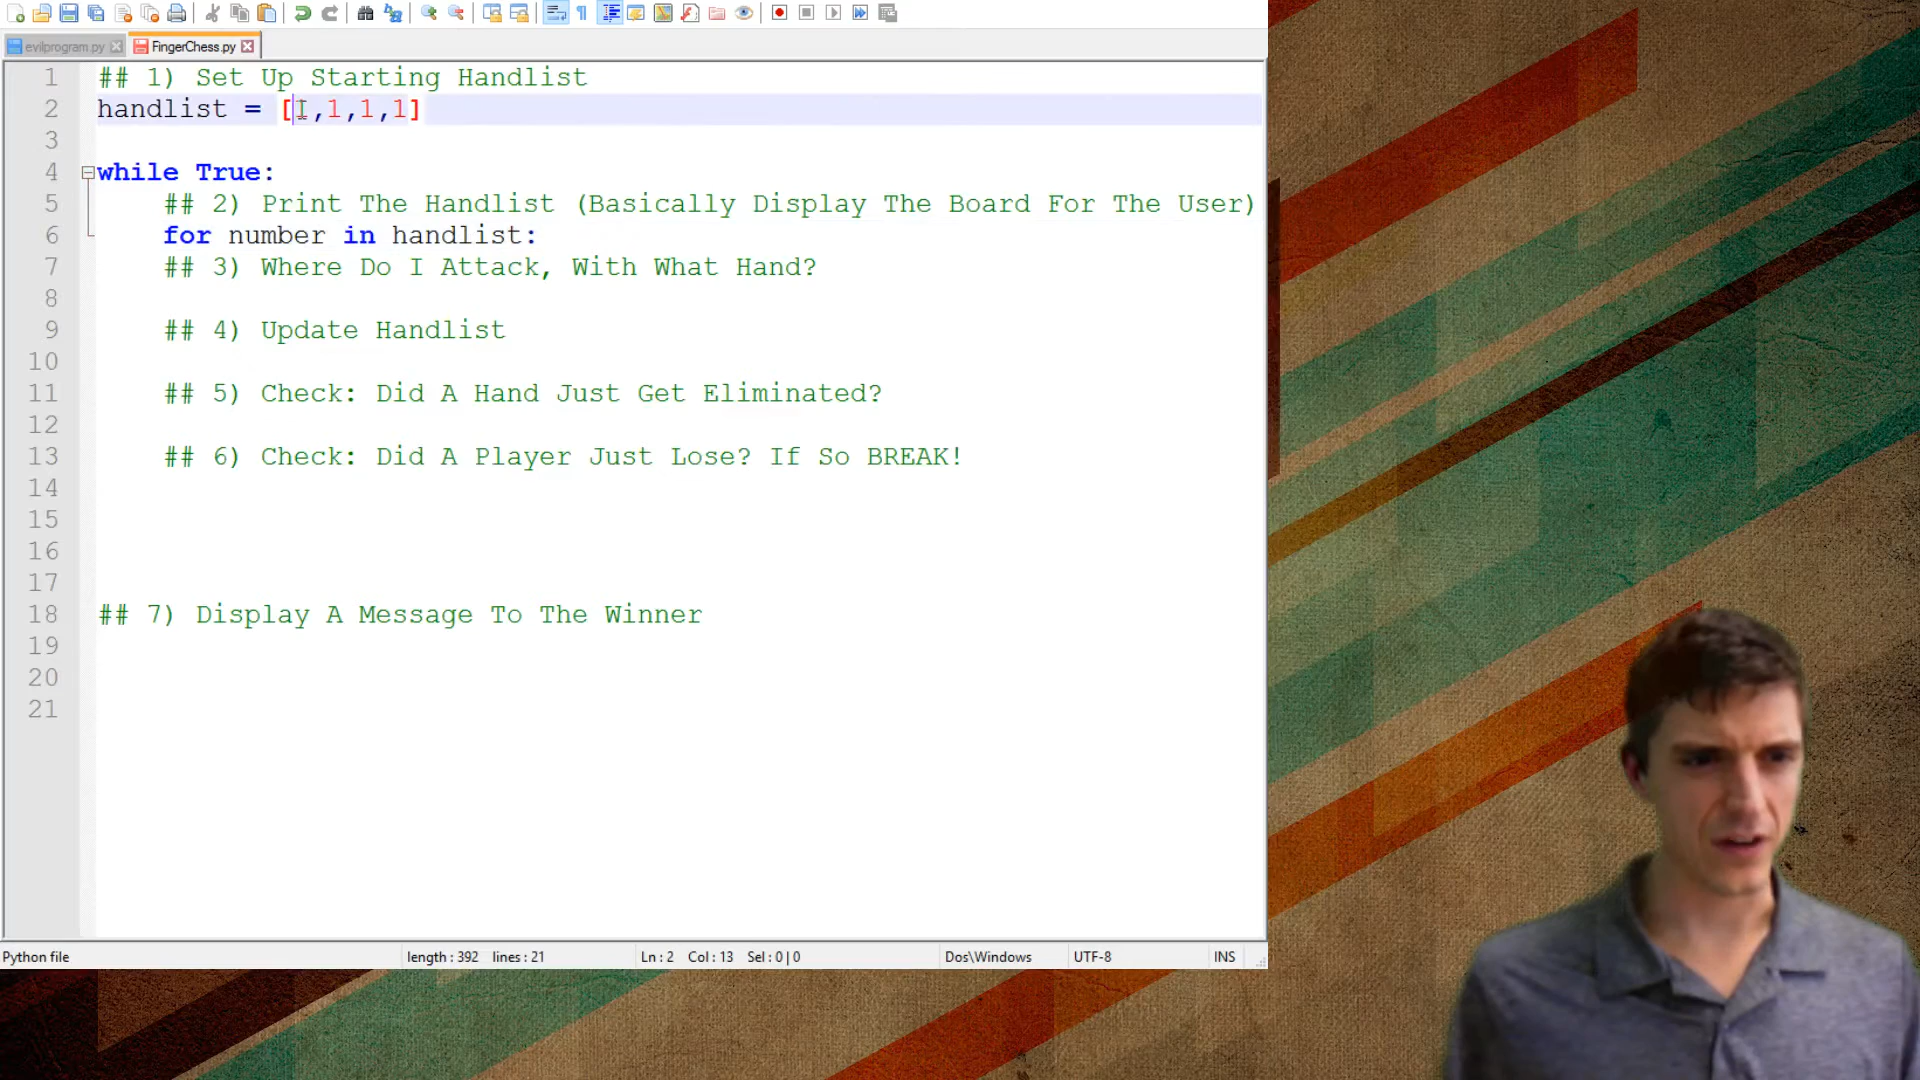 evilprogram.py
FingerChess.py
1 ## 1) Set Up Starting Handlist
2 handlist = [1,1,1,1]
3
4 while True:
5 ## 2) Print The Handlist (Basically Display The Board For The User)
6 for number in handlist:
7 ## 3) Where Do I Attack, With What Hand?
8
9 ## 4) Update Handlist
10
11 ## 5) Check: Did A Hand Just Get Eliminated?
12
13 ## 6) Check: Did A Player Just Lose? If So BREAK!
14
15
16
17
18 ## 7) Display A Message To The Winner
19
20
21
Python file length : 392 lines : 21 Ln : 2 Col : 13 Sel : 0 | 0 Dos\Windows UTF-8 INS